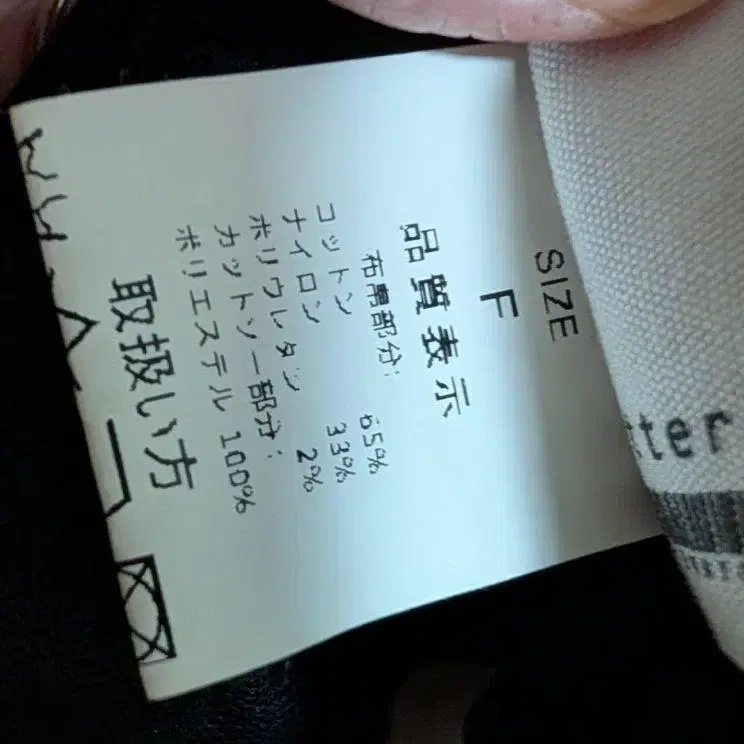 SIZE
F
品質表示
布帛部分:
コットン 65%
ナイロン 33%
ポリウレタン 2%
カットソー部分:
ポリエステル 100%
取扱い方
tter